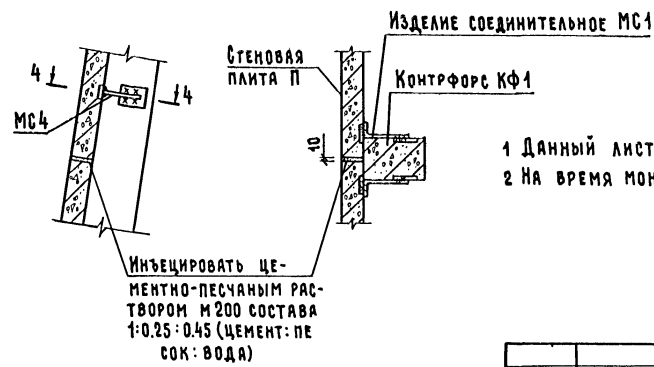 Изделие соединительное МС1
Стеновая
плита П
Контрфорс КФ1
4
4
МС4
10
1 Данный лист
2 На время мон
Инъецировать це-
ментно-песчаным рас-
твором м200 состава
1:0.25:0.45 (цемент: пе
сок: вода)